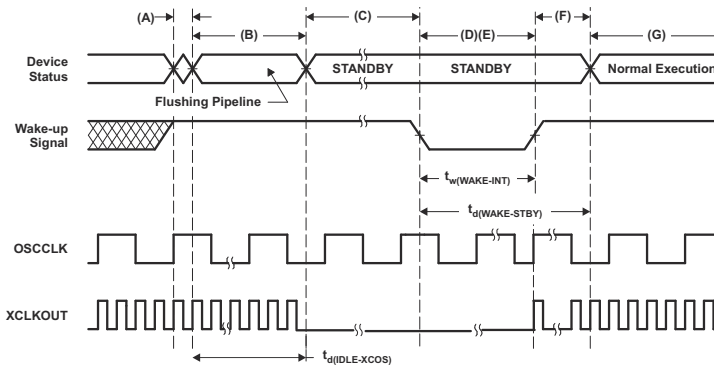 (A)
(B)
(C)
(D)(E)
(F)
(G)
Device
Status
STANDBY
STANDBY
Normal Execution
Flushing Pipeline
Wake-up
Signal
tw(WAKE-INT)
td(WAKE-STBY)
OSCCLK
XCLKOUT
td(IDLE-XCOS)